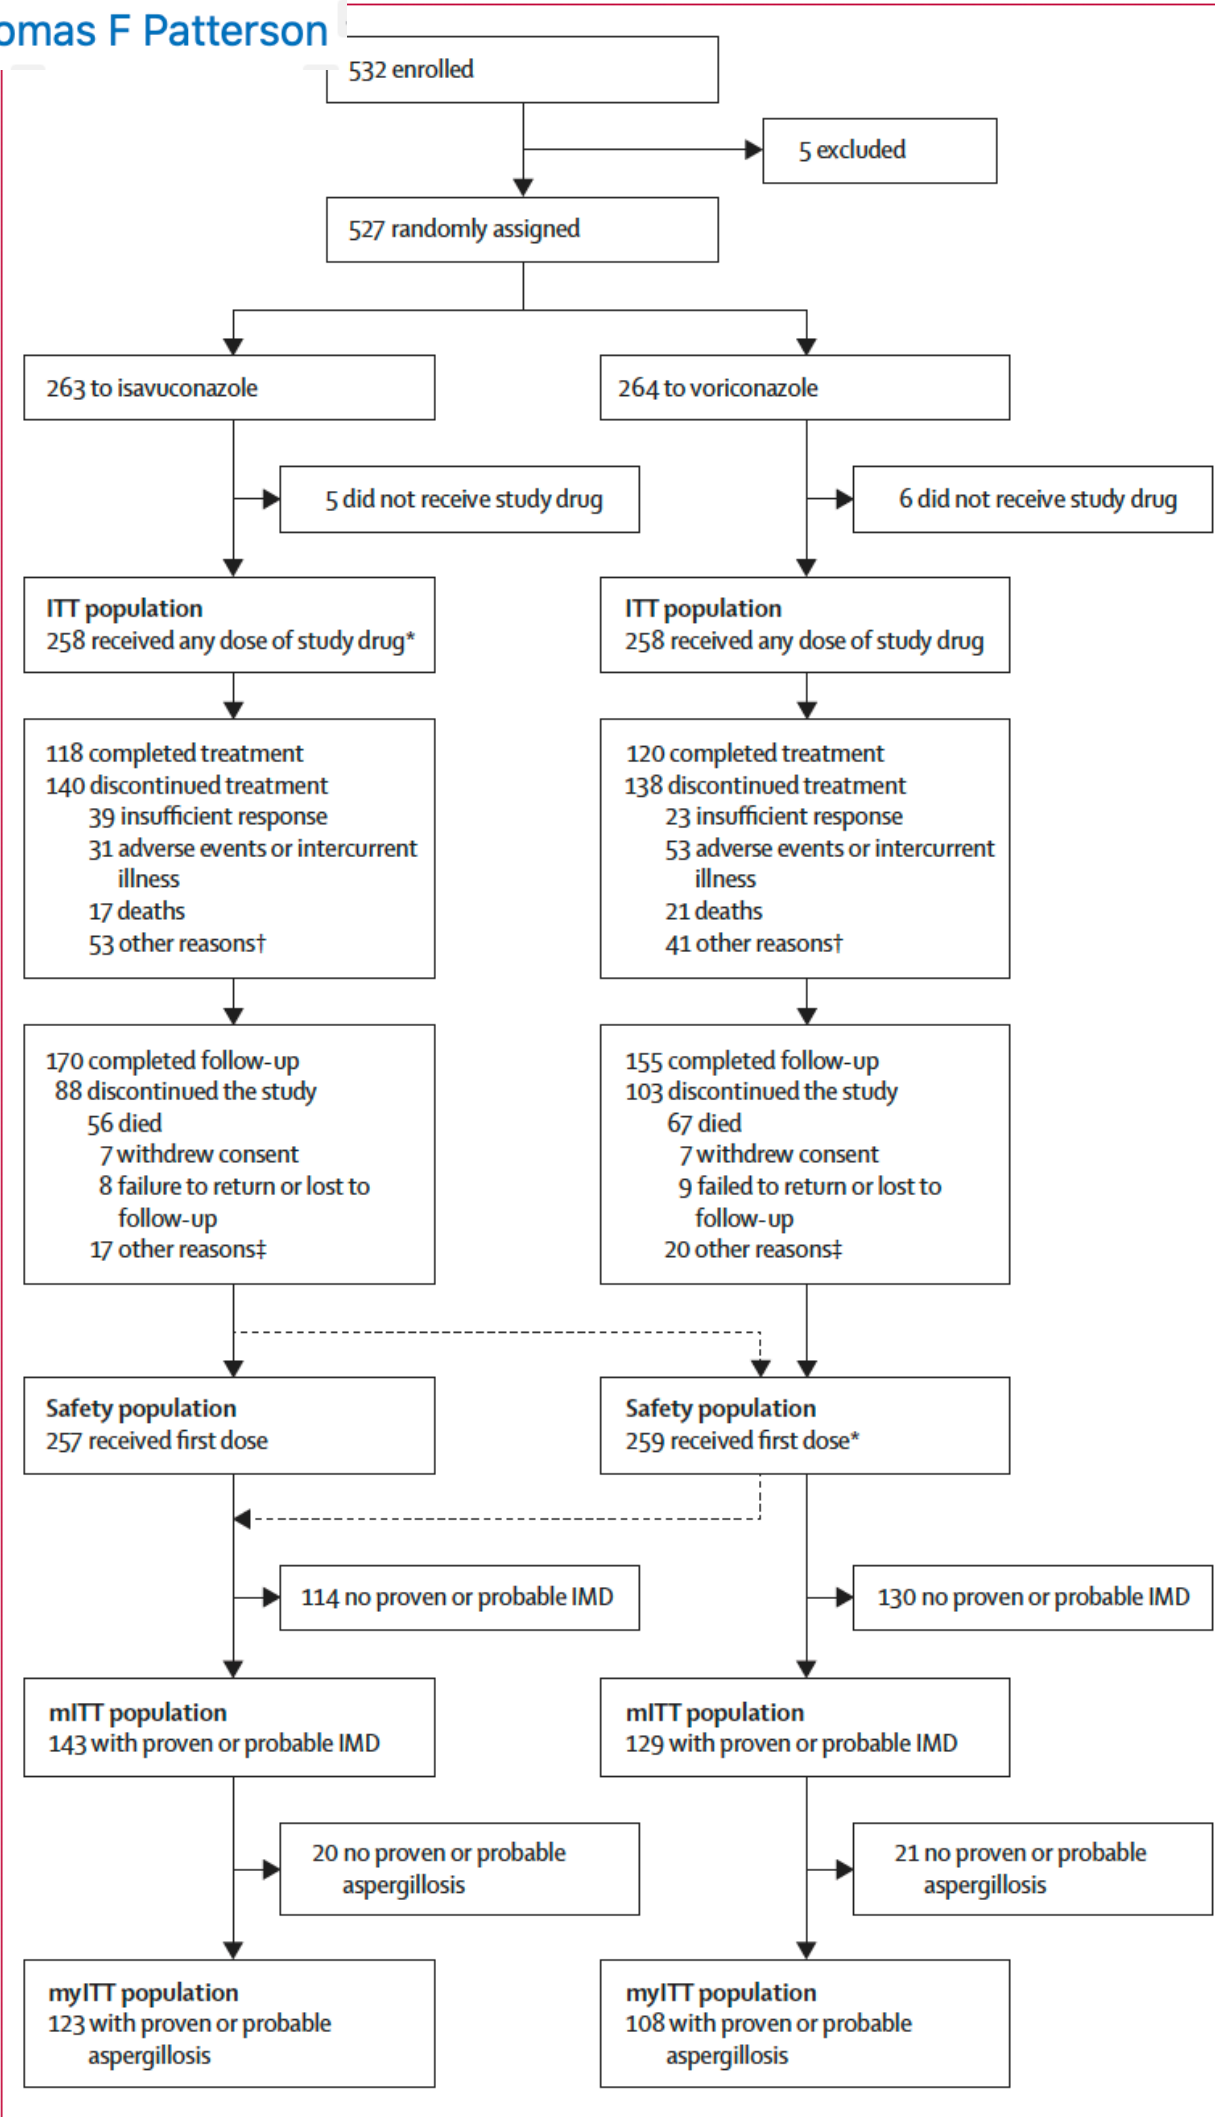 omas F Patterson
532 enrolled
5 excluded
527 randomly assigned
263 to isavuconazole
264 to voriconazole
5 did not receive study drug
6 did not receive study drug
ITT population
258 received any dose of study drug*
ITT population
258 received any dose of study drug
118 completed treatment
140 discontinued treatment
39 insufficient response
31 adverse events or intercurrent
illness
17 deaths
53 other reasons†
120 completed treatment
138 discontinued treatment
23 insufficient response
53 adverse events or intercurrent
illness
21 deaths
41 other reasons†
170 completed follow-up
88 discontinued the study
56 died
7 withdrew consent
8 failure to return or lost to
follow-up
17 other reasons‡
155 completed follow-up
103 discontinued the study
67 died
7 withdrew consent
9 failed to return or lost to
follow-up
20 other reasons‡
Safety population
257 received first dose
Safety population
259 received first dose*
114 no proven or probable IMD
130 no proven or probable IMD
mITT population
143 with proven or probable IMD
mITT population
129 with proven or probable IMD
20 no proven or probable
aspergillosis
21 no proven or probable
aspergillosis
myITT population
123 with proven or probable
aspergillosis
myITT population
108 with proven or probable
aspergillosis